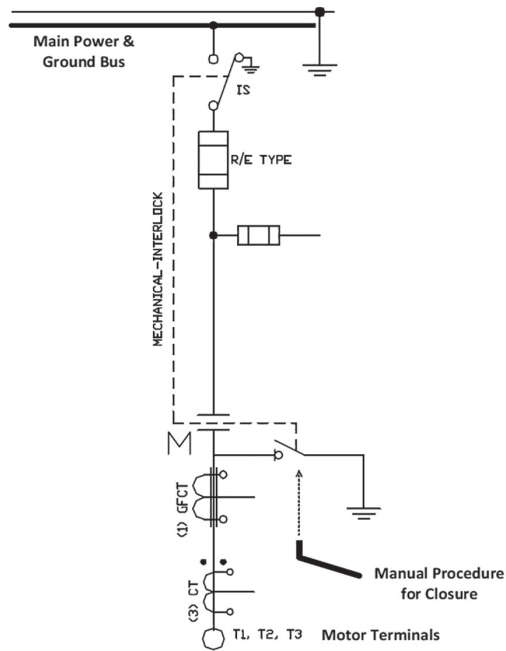 Main Power &
Ground Bus
IS
R/E TYPE
MECHANICAL-INTERLOCK
M
(1) GFCT
(3) CT
Manual Procedure
for Closure
T1, T2, T3
Motor Terminals